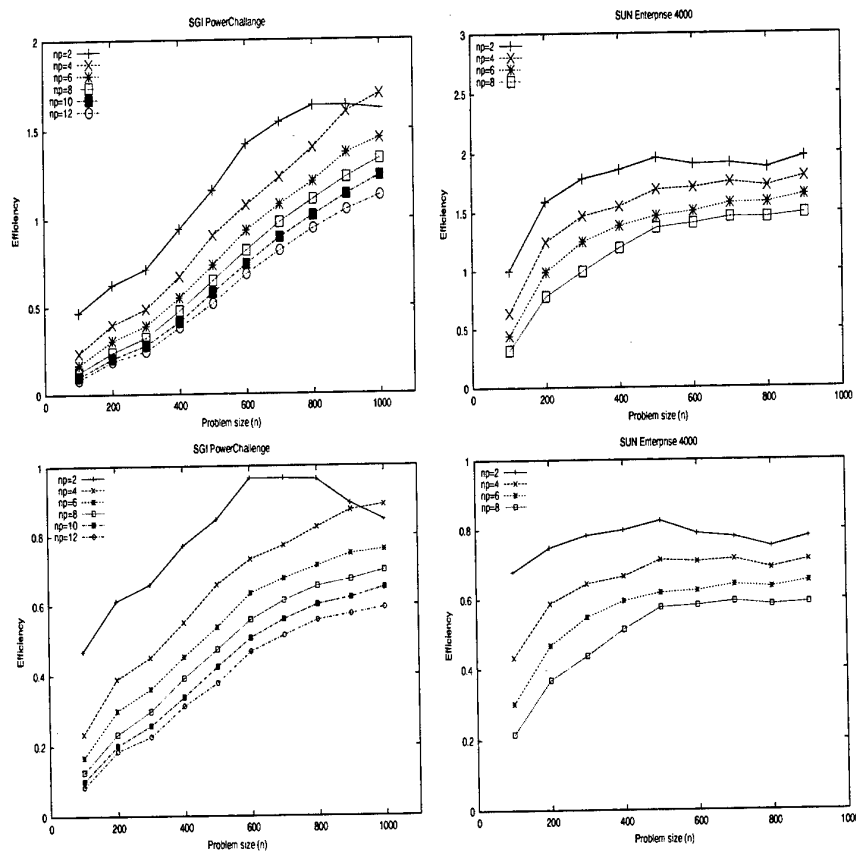 SGI PowerChallange
np=2
np=4
np=6
np=8
np=10
np=12
2
1.5
1
0.5
0
Efficiency
0 200 400 600 800 1000
Problem size (n)
SUN Enterprise 4000
np=2
np=4
np=6
np=8
3
2.5
2
1.5
1
0.5
0
Efficiency
0 200 400 600 800 1000
Problem size (n)
SGI PowerChallenge
np=2
np=4
np=6
np=8
np=10
np=12
1
0.8
0.6
0.4
0.2
0
Efficiency
0 200 400 600 800 1000
Problem size (n)
SUN Enterprise 4000
np=2
np=4
np=6
np=8
1
0.8
0.6
0.4
0.2
0
Efficiency
0 200 400 600 800 1000
Problem size (n)